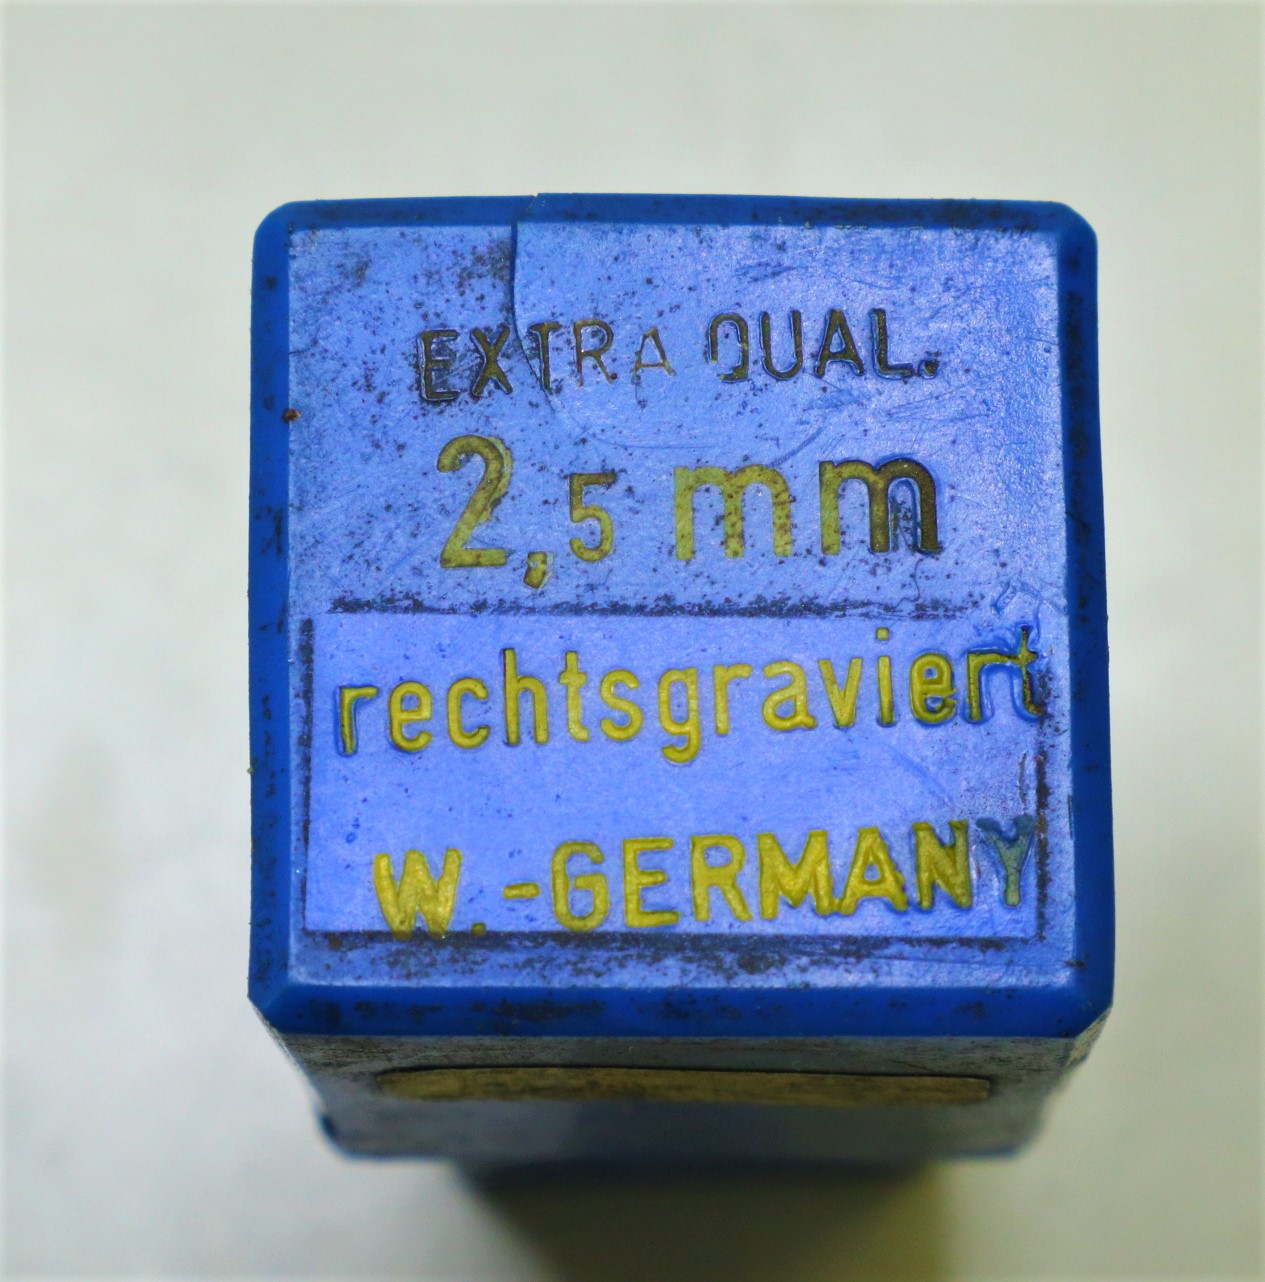 EXTRA QUAL.
2,5 mm
rechtsgraviert
W.-GERMANY